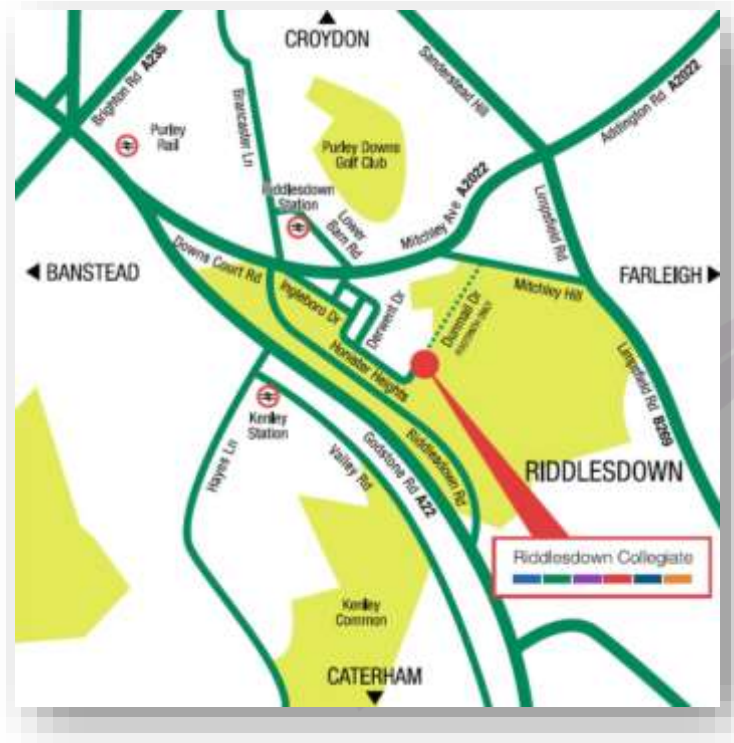 CROYDON
Brighton Rd A235
Purley
Rail
Brancaster Ln
Sanderstead Hill
Addington Rd A2022
Purley Downs
Golf Club
Riddlesdown
Station
Lower
Barn Rd
Mitchley Ave A2022
Limpsfield Rd
BANSTEAD
Downs Court Rd
Ingleboro Dr
Derwent Dr
Dunmail Dr
FOOTPATH ONLY
Mitchley Hill
FARLEIGH
Honister Heights
Limpsfield Rd B269
Kenley
Station
Hayes Ln
Valley Rd
Godstone Rd A22
Riddlesdown Rd
RIDDLESDOWN
Riddlesdown Collegiate
Kenley
Common
CATERHAM